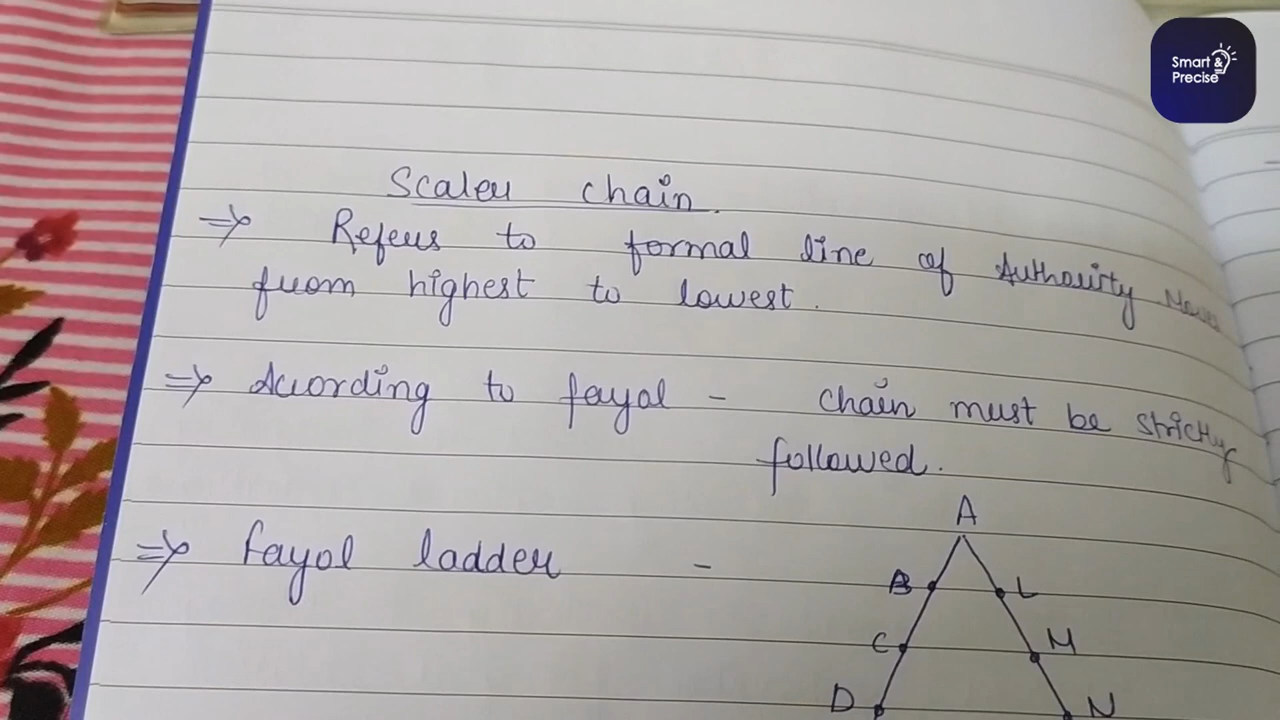 Smart &
Precise
Scaler chain.
⇒ Refers to formal line of Authority
from highest to lowest.
⇒ According to fayol - chain must be strictly
followed.
⇒ fayol ladder -
A
B L
C M
D N